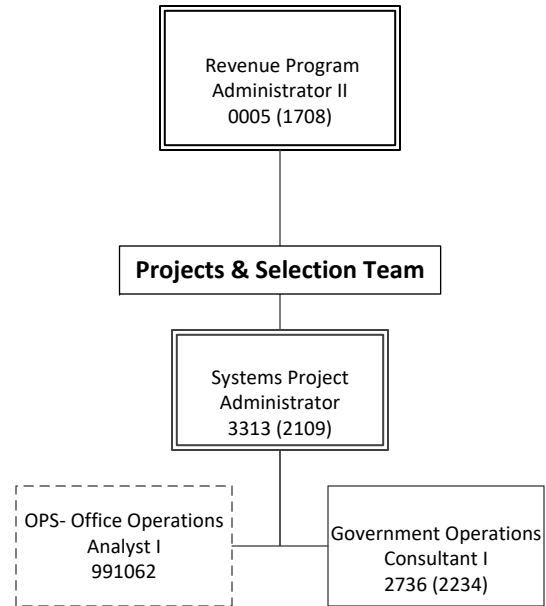 Revenue Program
Administrator II
0005 (1708)
Projects & Selection Team
Systems Project
Administrator
3313 (2109)
OPS- Office Operations
Analyst I
991062
Government Operations
Consultant I
2736 (2234)